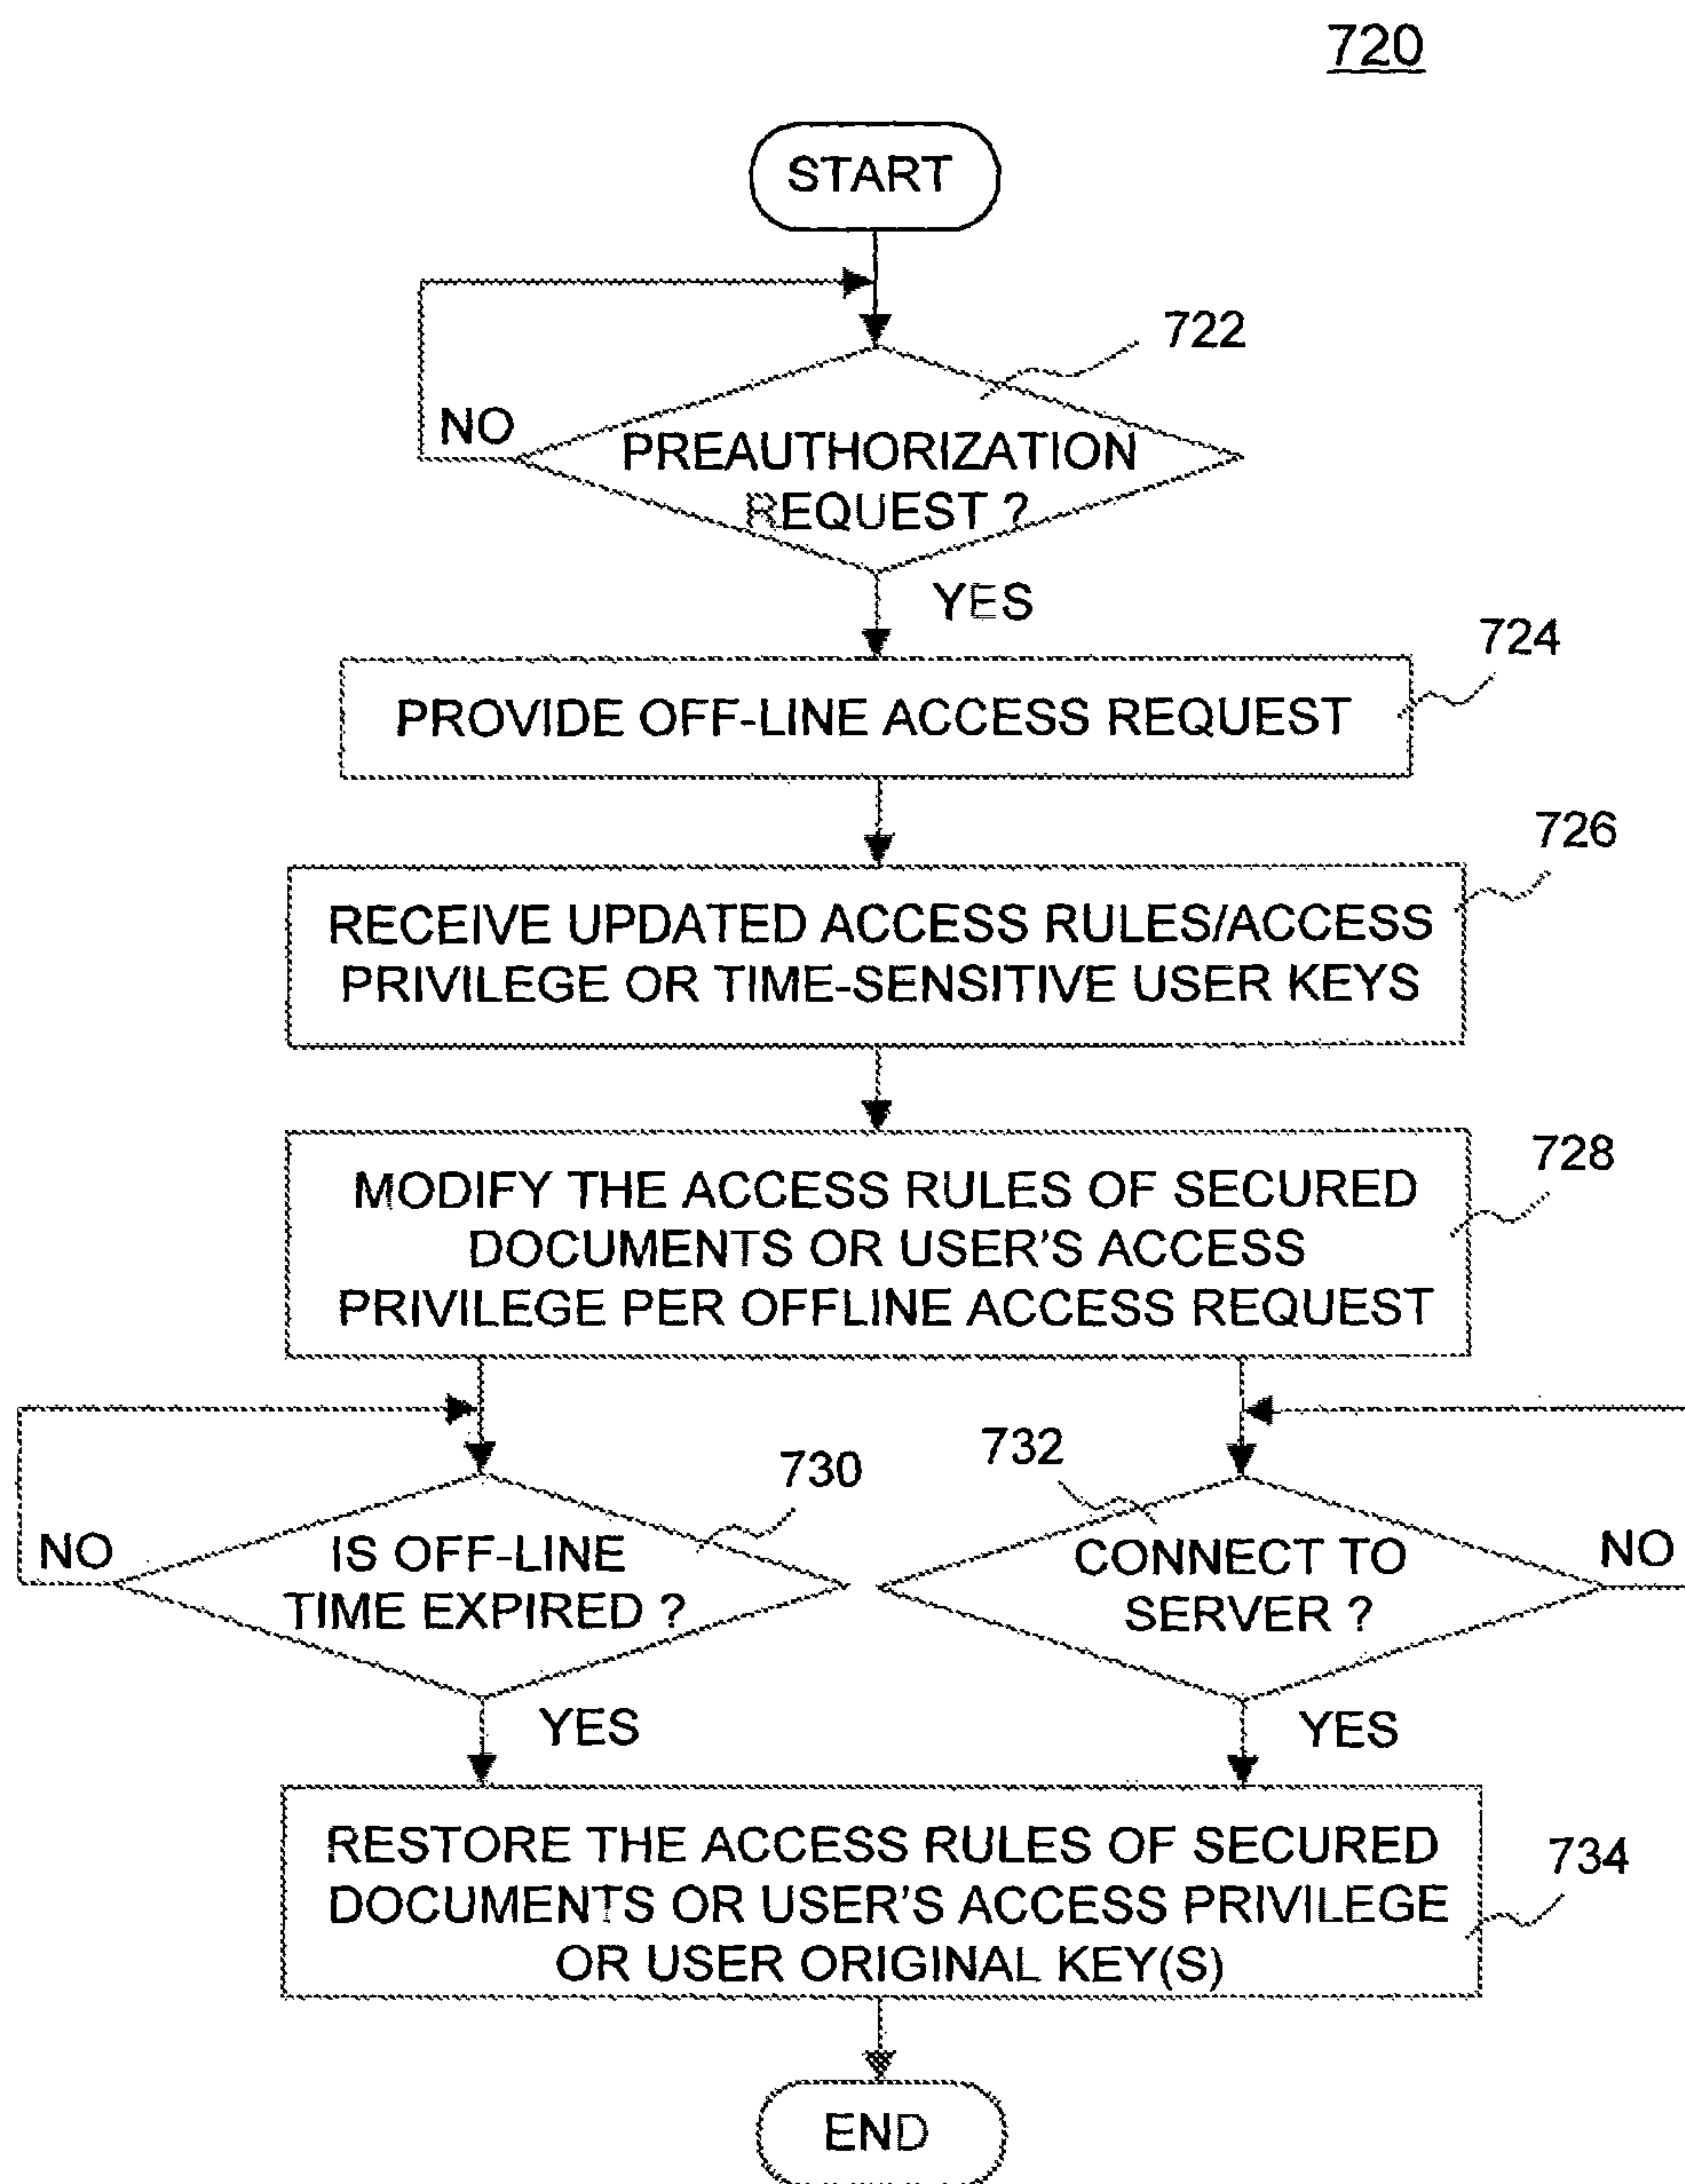 720
START
722
NO
PREAUTHORIZATION
REQUEST ?
YES
724
PROVIDE OFF-LINE ACCESS REQUEST
726
RECEIVE UPDATED ACCESS RULES/ACCESS
PRIVILEGE OR TIME-SENSITIVE USER KEYS
728
MODIFY THE ACCESS RULES OF SECURED
DOCUMENTS OR USER'S ACCESS
PRIVILEGE PER OFFLINE ACCESS REQUEST
730
732
NO
IS OFF-LINE
TIME EXPIRED ?
CONNECT TO
SERVER ?
NO
YES
YES
RESTORE THE ACCESS RULES OF SECURED
DOCUMENTS OR USER'S ACCESS PRIVILEGE
OR USER ORIGINAL KEY(S)
734
END